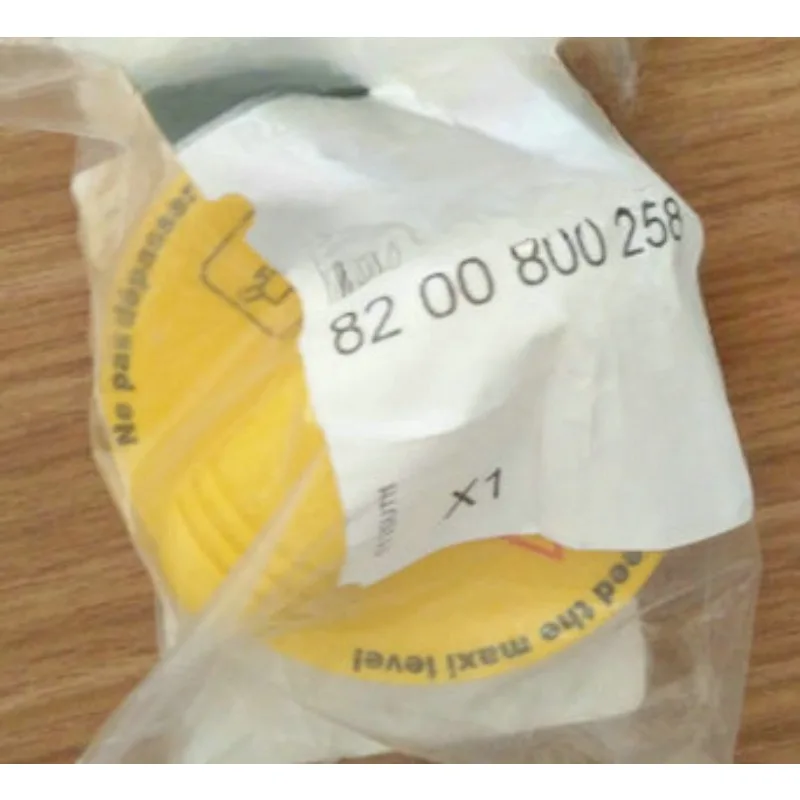 82 00 800 258
X1
Ne pas dépasser
the maxi level